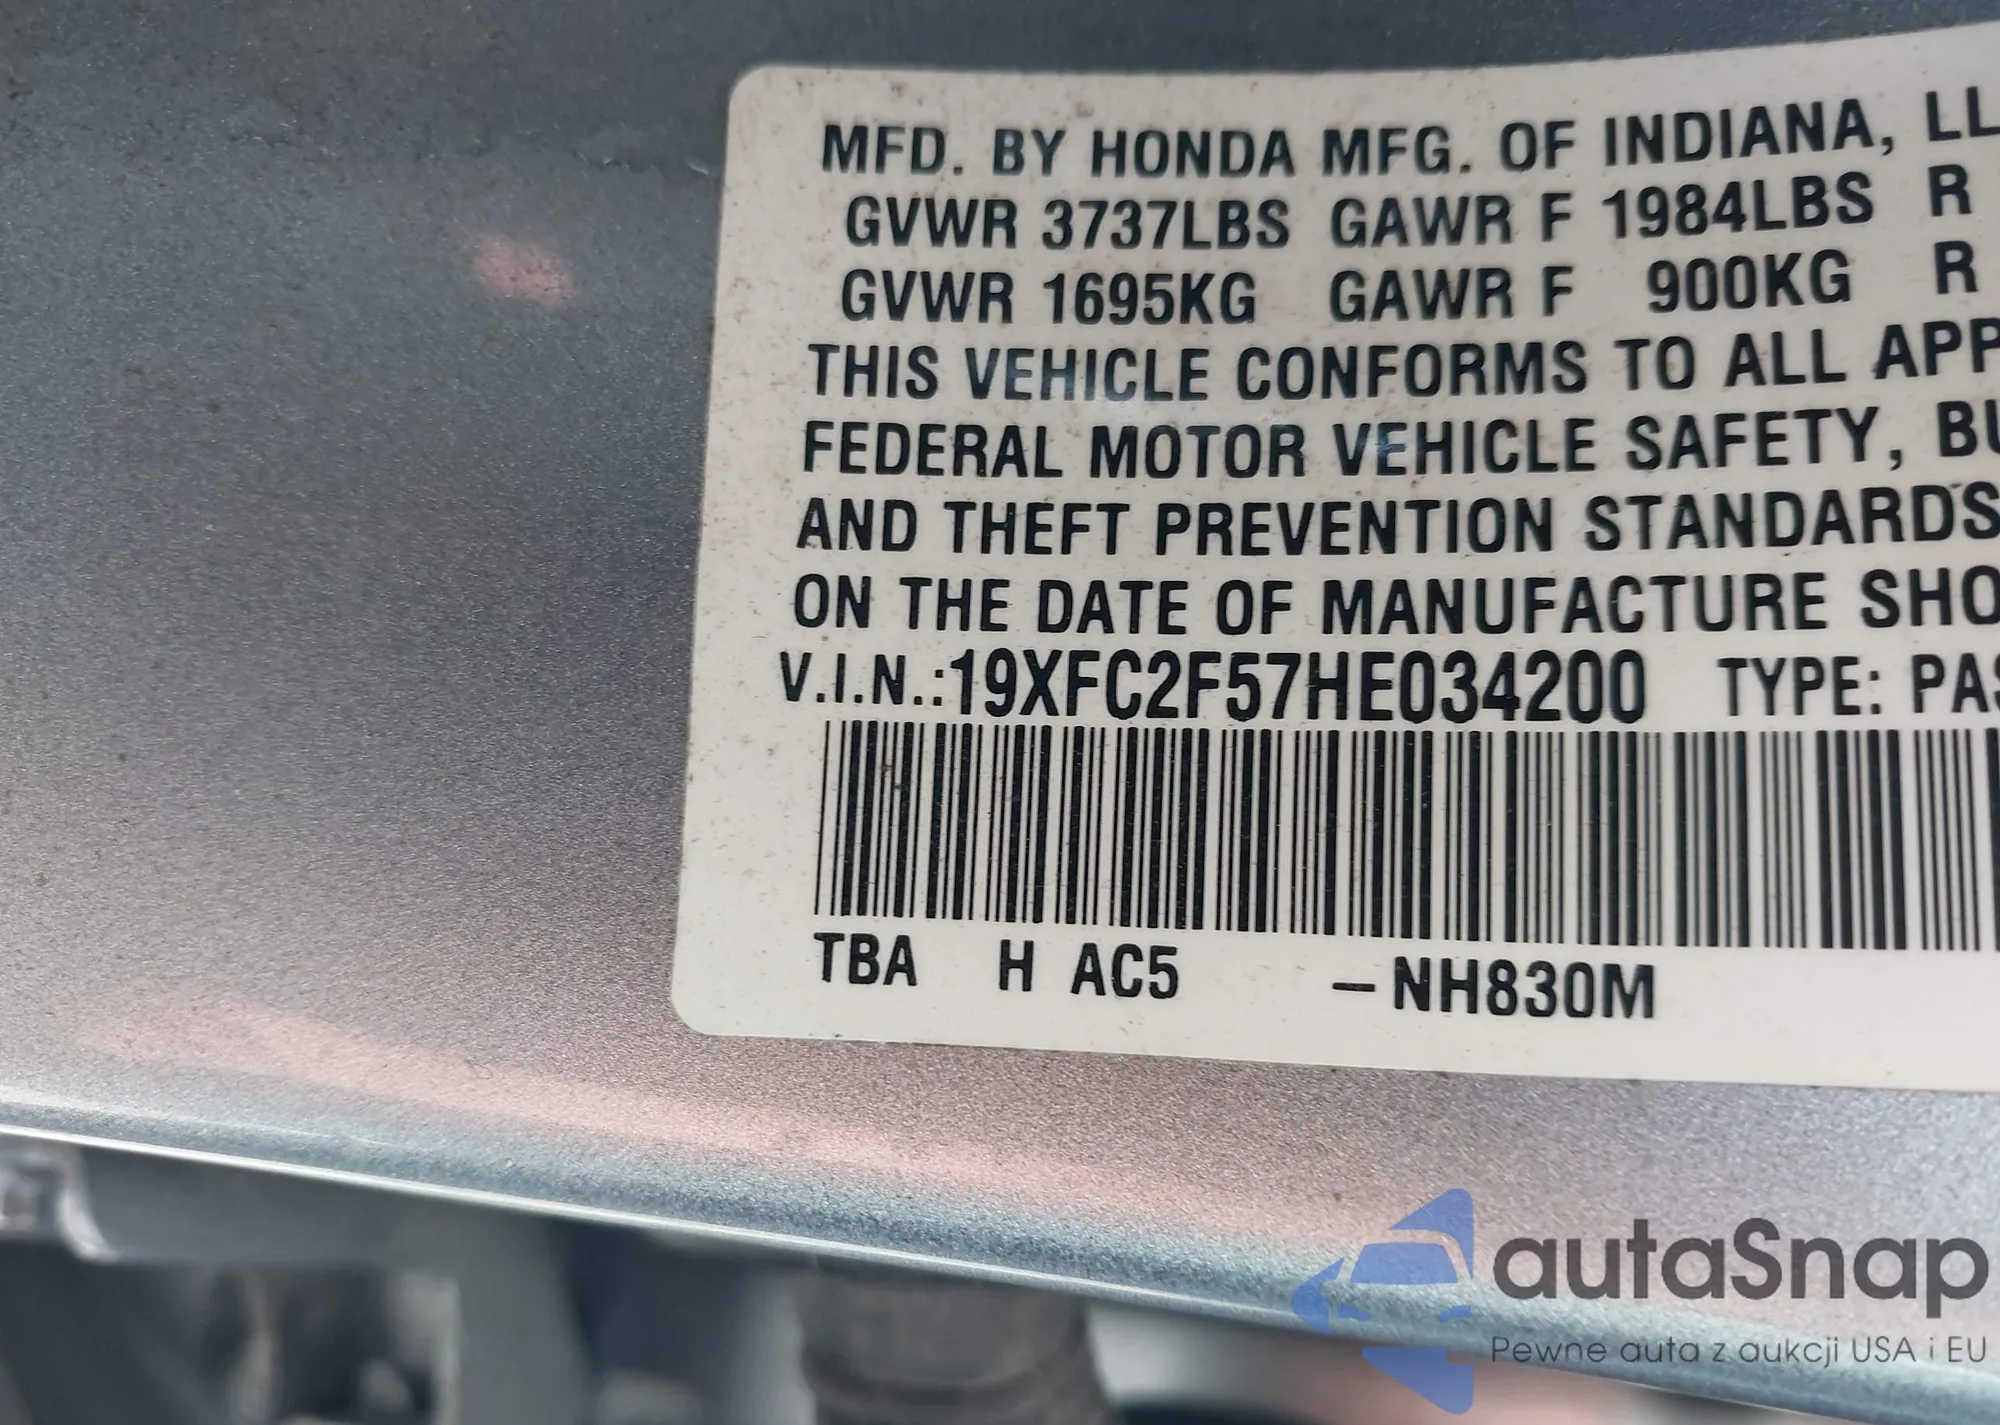 MFD. BY HONDA MFG. OF INDIANA, LL
GVWR 3737LBS GAWR F 1984LBS R
GVWR 1695KG GAWR F 900KG R
THIS VEHICLE CONFORMS TO ALL APP
FEDERAL MOTOR VEHICLE SAFETY, BU
AND THEFT PREVENTION STANDARDS
ON THE DATE OF MANUFACTURE SHO
V.I.N.:19XFC2F57HE034200 TYPE: PAS
TBA H AC5 –NH830M
autaSnap
Pewne auta z aukcji USA i EU